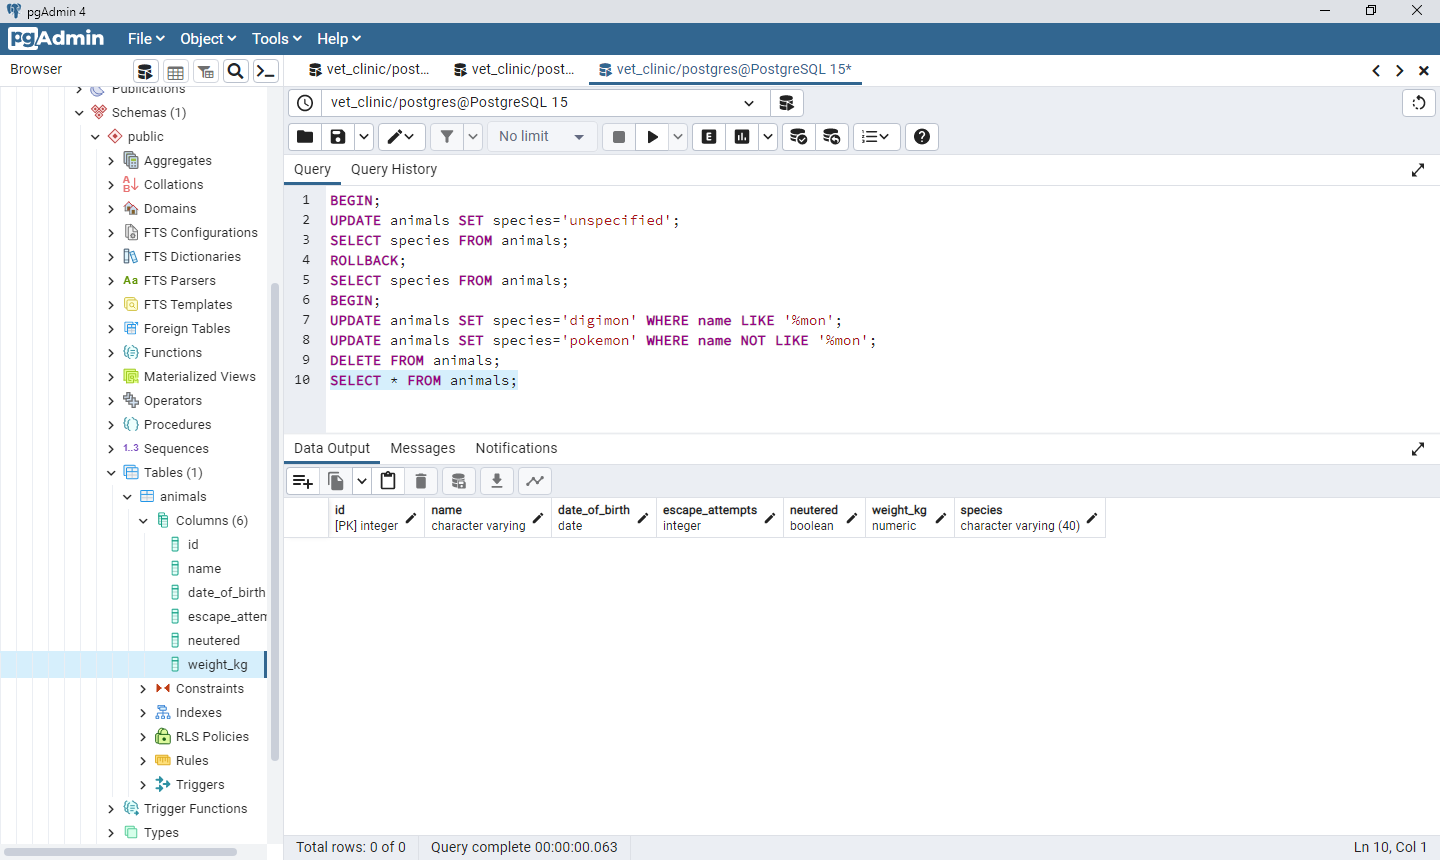 pgAdmin 4
pgAdmin File Object Tools Help
Browser
vet_clinic/post... vet_clinic/post... vet_clinic/postgres@PostgreSQL 15*
vet_clinic/postgres@PostgreSQL 15
No limit
E
Query Query History
1 BEGIN;
2 UPDATE animals SET species='unspecified';
3 SELECT species FROM animals;
4 ROLLBACK;
5 SELECT species FROM animals;
6 BEGIN;
7 UPDATE animals SET species='digimon' WHERE name LIKE '%mon';
8 UPDATE animals SET species='pokemon' WHERE name NOT LIKE '%mon';
9 DELETE FROM animals;
10 SELECT * FROM animals;
Data Output Messages Notifications
id name date_of_birth escape_attempts neutered weight_kg species
[PK] integer character varying date integer boolean numeric character varying (40)
Publications
Schemas (1)
public
Aggregates
Collations
Domains
FTS Configurations
FTS Dictionaries
Aa FTS Parsers
FTS Templates
Foreign Tables
Functions
Materialized Views
Operators
Procedures
1..3 Sequences
Tables (1)
animals
Columns (6)
id
name
date_of_birth
escape_attem
neutered
weight_kg
Constraints
Indexes
RLS Policies
Rules
Triggers
Trigger Functions
Types
Total rows: 0 of 0 Query complete 00:00:00.063 Ln 10, Col 1